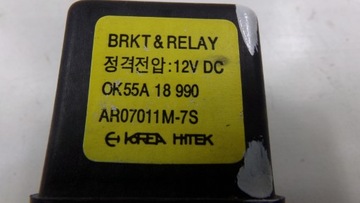 BRKT & RELAY
정격전압:12V DC
OK55A 18 990
AR07011M-7S
KOREA HITEK